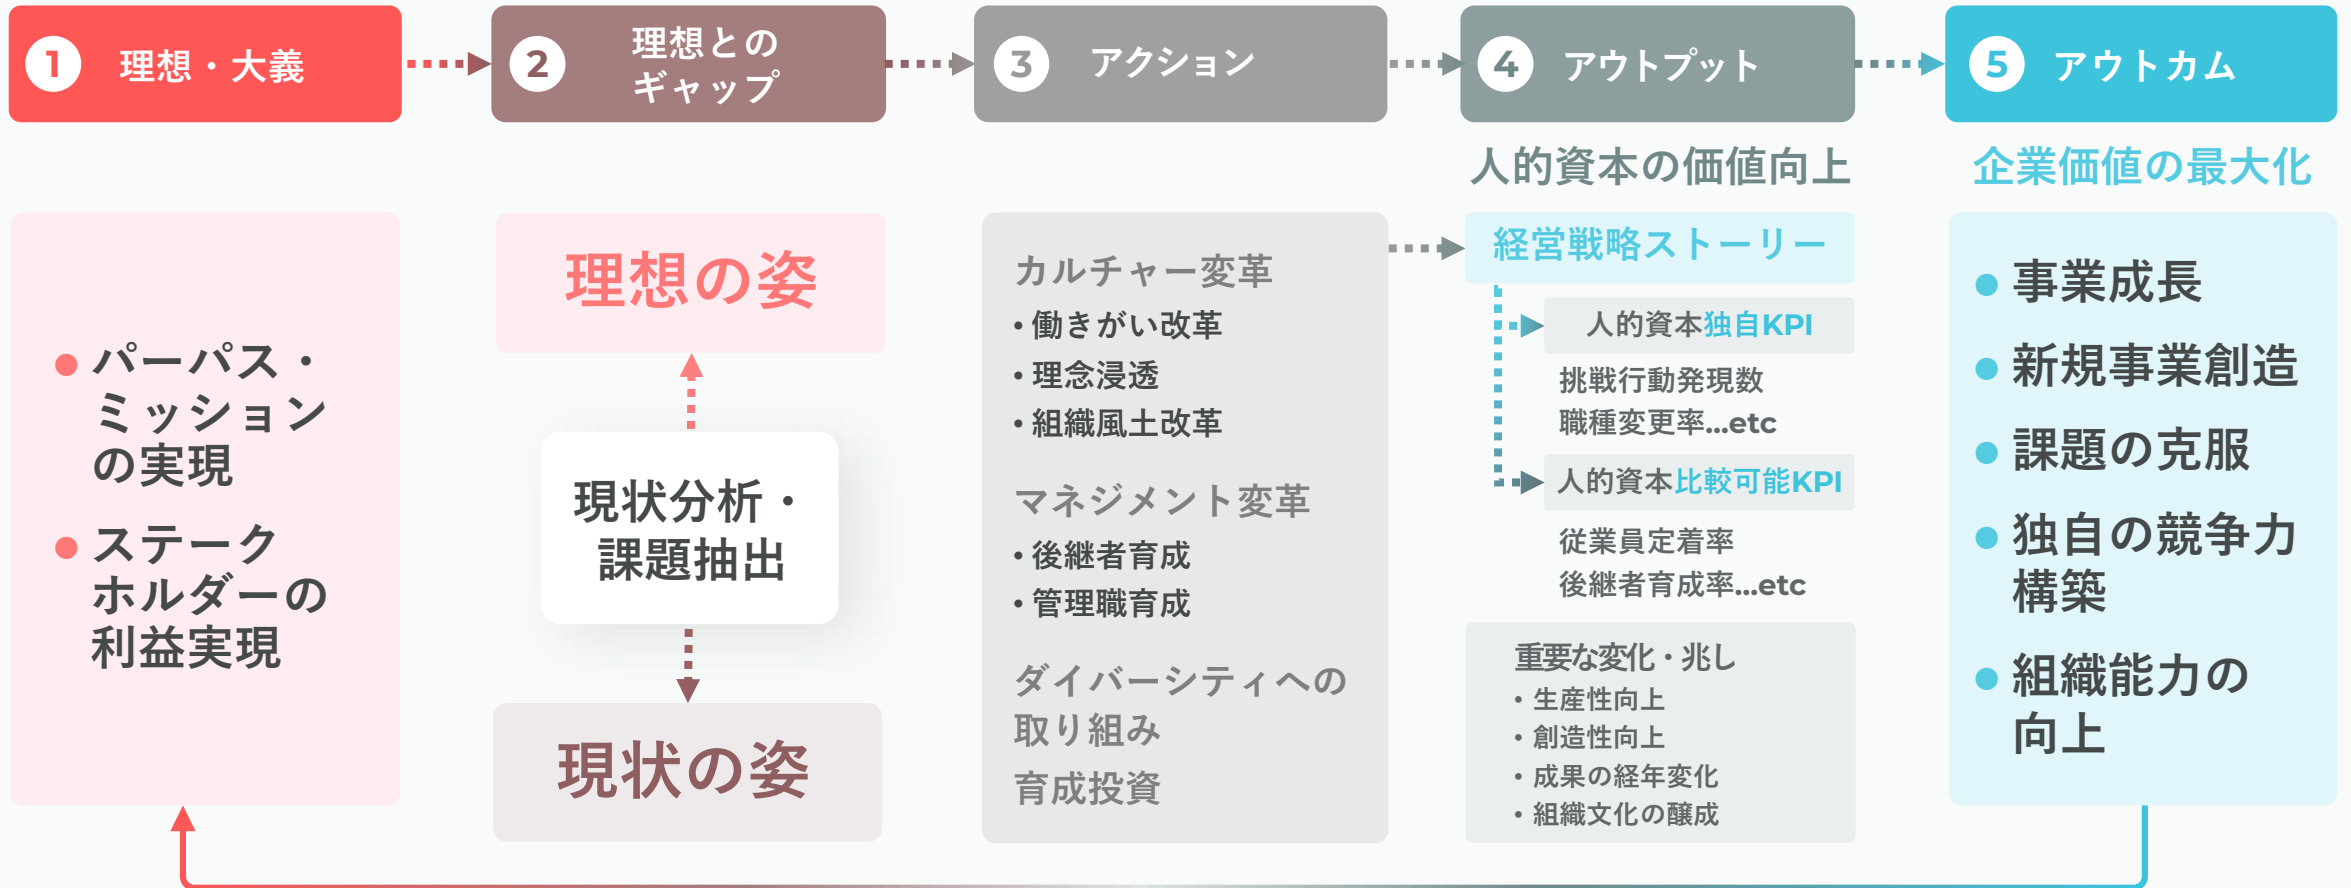 1 理想・大義
2 理想との
ギャップ
3 アクション
4 アウトプット
5 アウトカム
パーパス・
ミッション
の実現
ステーク
ホルダーの
利益実現
理想の姿
現状分析・
課題抽出
現状の姿
カルチャー変革
・働きがい改革
・理念浸透
・組織風土改革
マネジメント変革
・後継者育成
・管理職育成
ダイバーシティへの
取り組み
育成投資
人的資本の価値向上
経営戦略ストーリー
人的資本独自KPI
挑戦行動発現数
職種変更率...etc
人的資本比較可能KPI
従業員定着率
後継者育成率...etc
重要な変化・兆し
・生産性向上
・創造性向上
・成果の経年変化
・組織文化の醸成
企業価値の最大化
事業成長
新規事業創造
課題の克服
独自の競争力
構築
組織能力の
向上